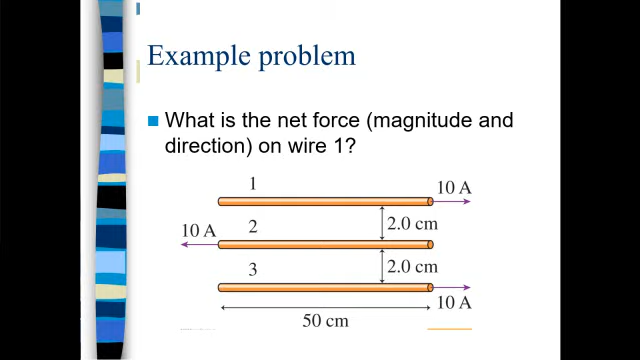 Example problem
What is the net force (magnitude and
direction) on wire 1?
1
10 A
2.0 cm
10 A
2
2.0 cm
3
10 A
50 cm